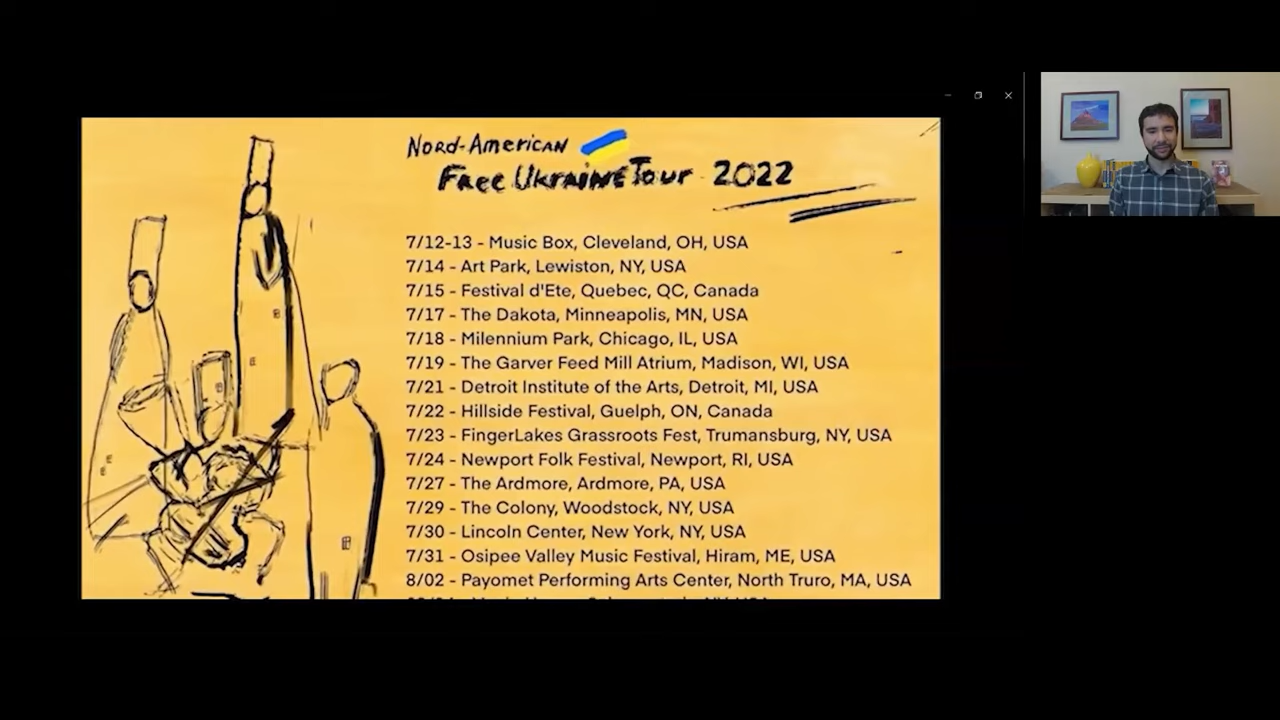 Nord-American
Free Ukraine Tour 2022
7/12-13 - Music Box, Cleveland, OH, USA
7/14 - Art Park, Lewiston, NY, USA
7/15 - Festival d'Ete, Quebec, QC, Canada
7/17 - The Dakota, Minneapolis, MN, USA
7/18 - Milennium Park, Chicago, IL, USA
7/19 - The Garver Feed Mill Atrium, Madison, WI, USA
7/21 - Detroit Institute of the Arts, Detroit, MI, USA
7/22 - Hillside Festival, Guelph, ON, Canada
7/23 - FingerLakes Grassroots Fest, Trumansburg, NY, USA
7/24 - Newport Folk Festival, Newport, RI, USA
7/27 - The Ardmore, Ardmore, PA, USA
7/29 - The Colony, Woodstock, NY, USA
7/30 - Lincoln Center, New York, NY, USA
7/31 - Osipee Valley Music Festival, Hiram, ME, USA
8/02 - Payomet Performing Arts Center, North Truro, MA, USA